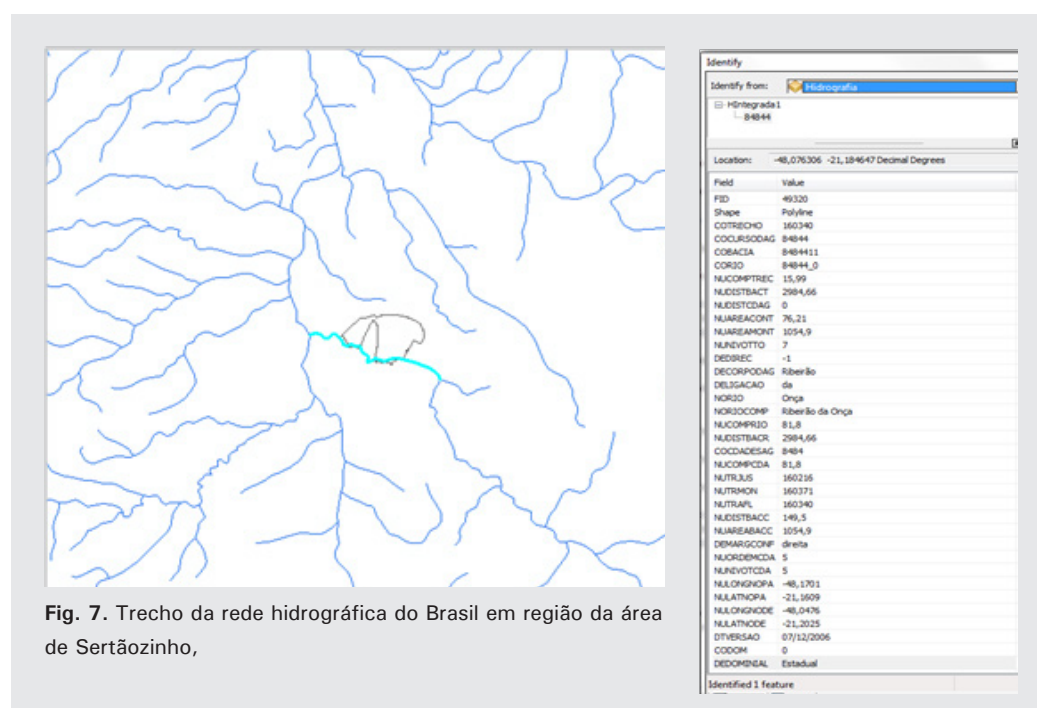 Fig. 7. Trecho da rede hidrográfica do Brasil em região da área
de Sertãozinho,
Identify
Identify from: Hidrografia
HIntegrada1
84844
Location: -48,076306 -21,184647 Decimal Degrees
Field Value
FID 49320
Shape Polyline
COTRECHO 160340
COCURSODAG 84844
COBACIA 8484411
CORIO 84844_0
NUCOMPTREC 15,99
NUDISTBACT 2984,66
NUDISTCDAG 0
NUAREACONT 76,21
NUAREAMONT 1054,9
NUNIVOTTO 7
DEDIREC -1
DECORPODAG Ribeirão
DELIGACAO da
NORIO Onça
NORIOCOMP Ribeirão da Onça
NUCOMPRIO 81,8
NUDISTBACR 2984,66
COCDADESAG 8484
NUCOMPCDA 81,8
NUTRJUS 160216
NUTRMON 160371
NUTRAFL 160340
NUDISTBACC 149,5
NUAREABACC 1054,9
DEMARGCONF direita
NUORDEMCDA 5
NUNIVOTCDA 5
NULONGNOPA -48,1701
NULATNOPA -21,1609
NULONGNODE -48,0476
NULATNODE -21,2025
DTVERSAO 07/12/2006
CODOM 0
DEDOMINIAL Estadual
Identified 1 feature